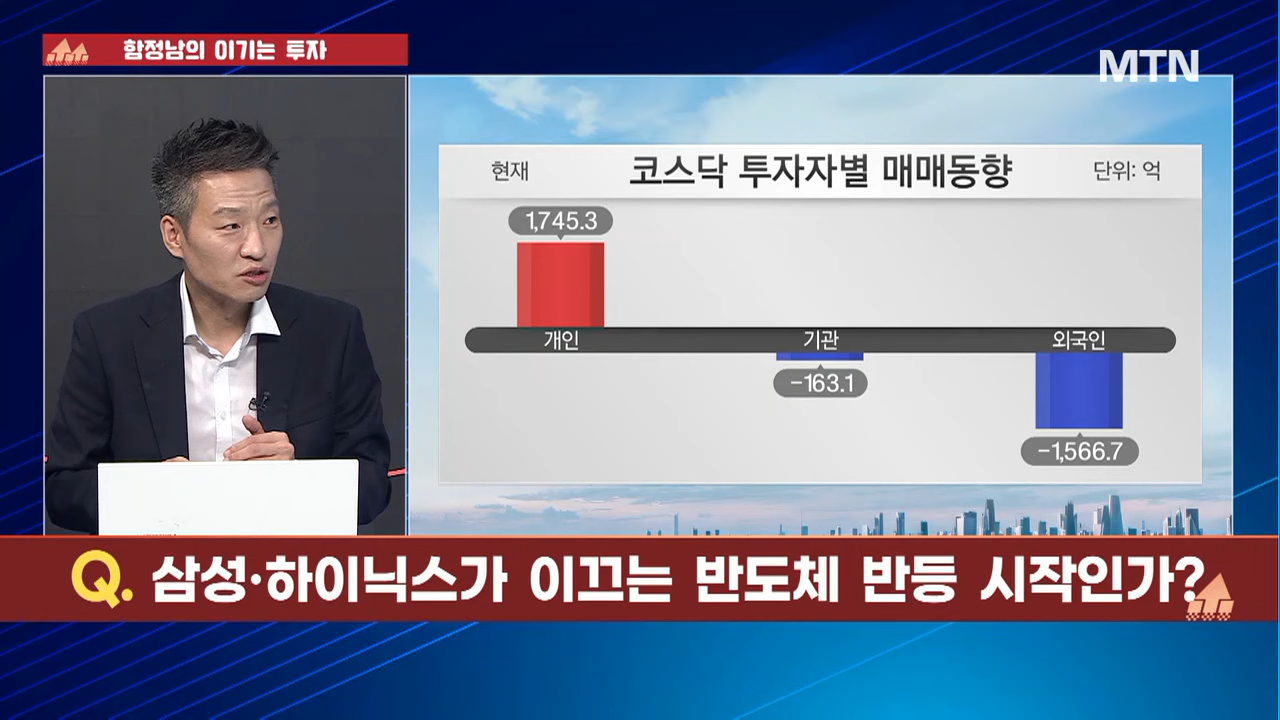 함정남의 이기는 투자
MTN
현재
코스닥 투자자별 매매동향
단위: 억
1,745.3
개인
기관
외국인
-163.1
-1,566.7
Q. 삼성·하이닉스가 이끄는 반도체 반등 시작인가?